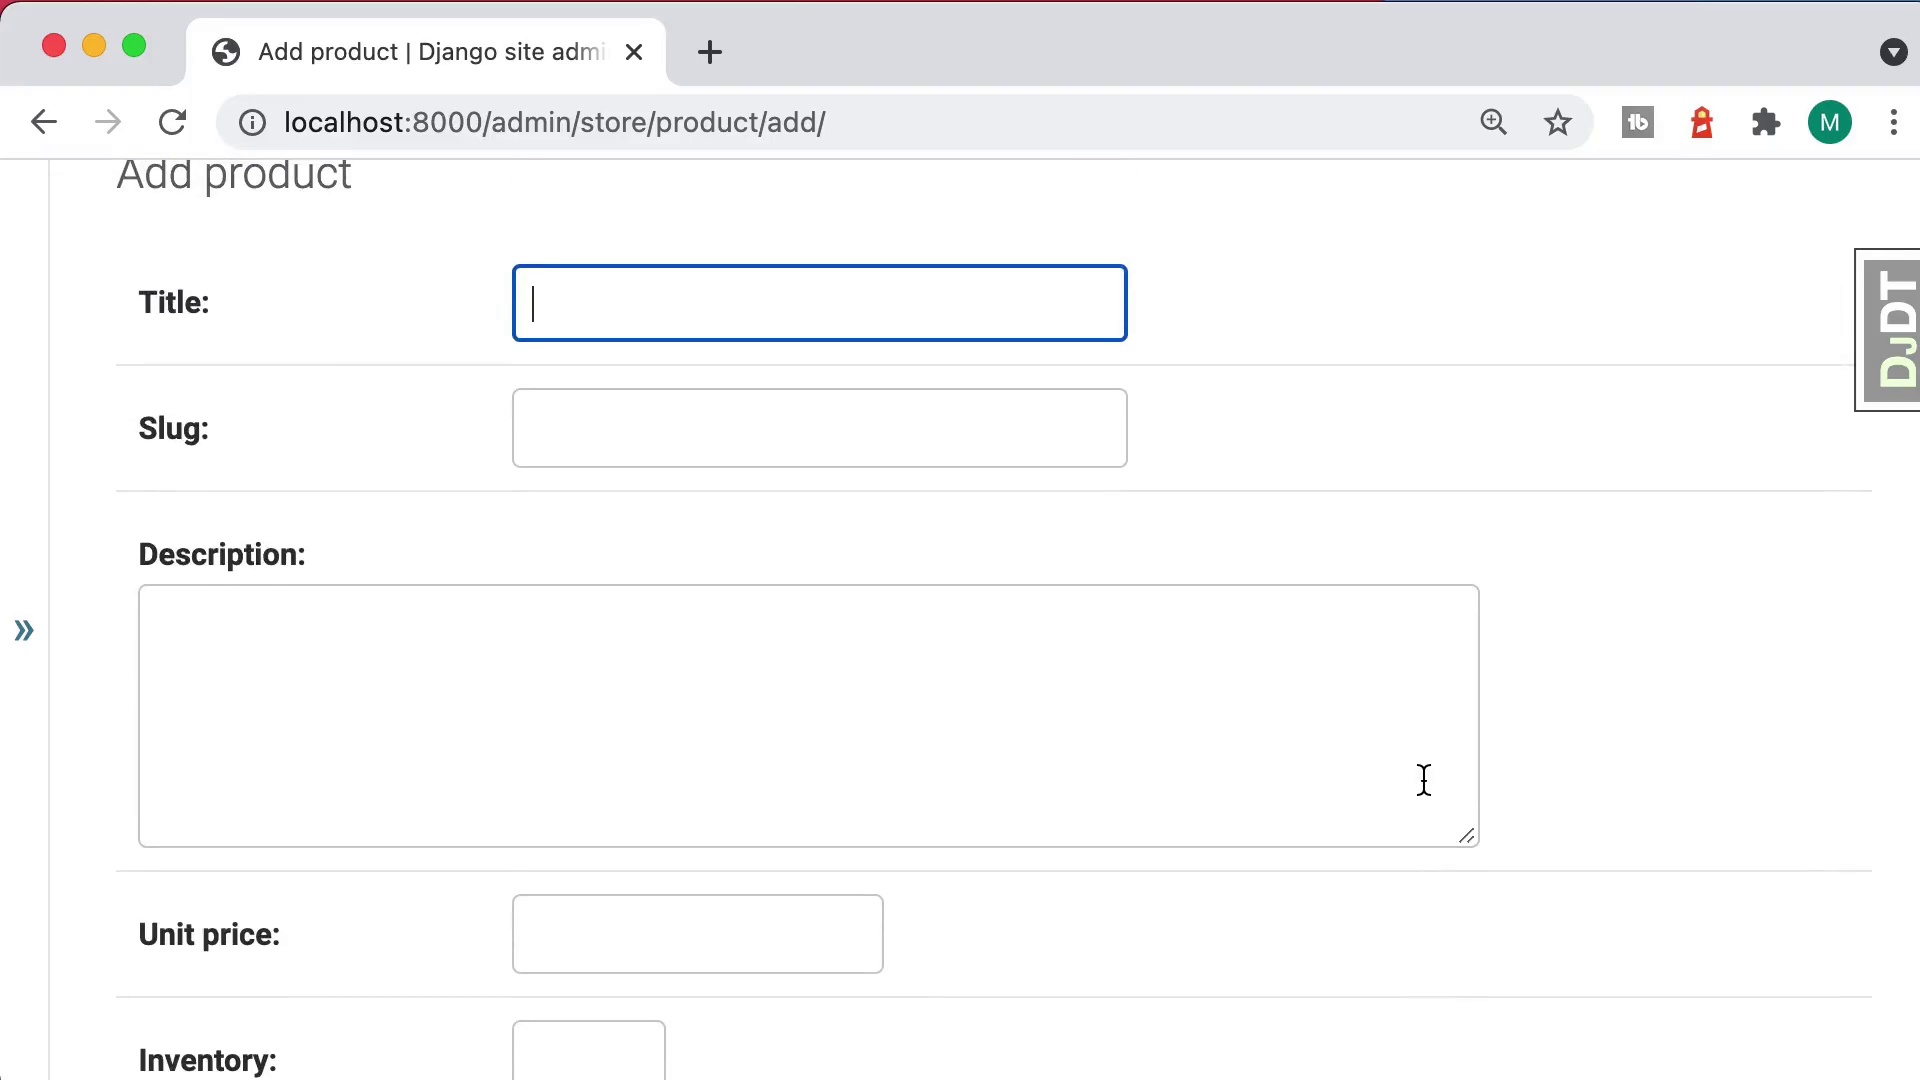 Add product | Django site admi
localhost:8000/admin/store/product/add/
M
Add product
Title:
DJDT
Slug:
Description:
Unit price:
Inventory: